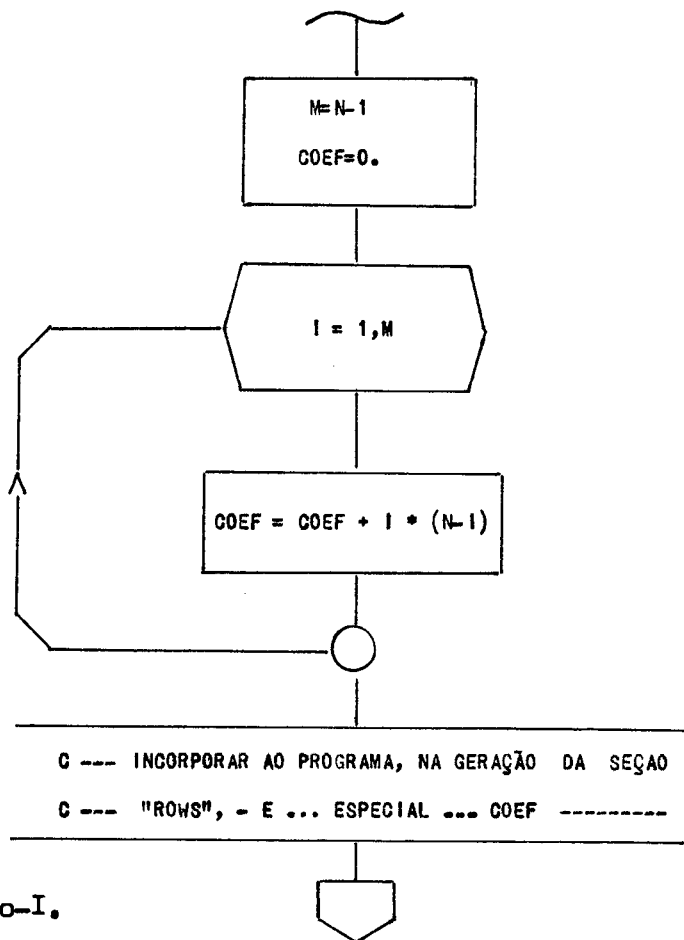 M=N-1
COEF=0.
I = 1,M
COEF = COEF + I * (N-I)
C --- INCORPORAR AO PROGRAMA, NA GERAÇÃO DA SEÇAO
C --- "ROWS", - E ... ESPECIAL ... COEF ---------
o-I.